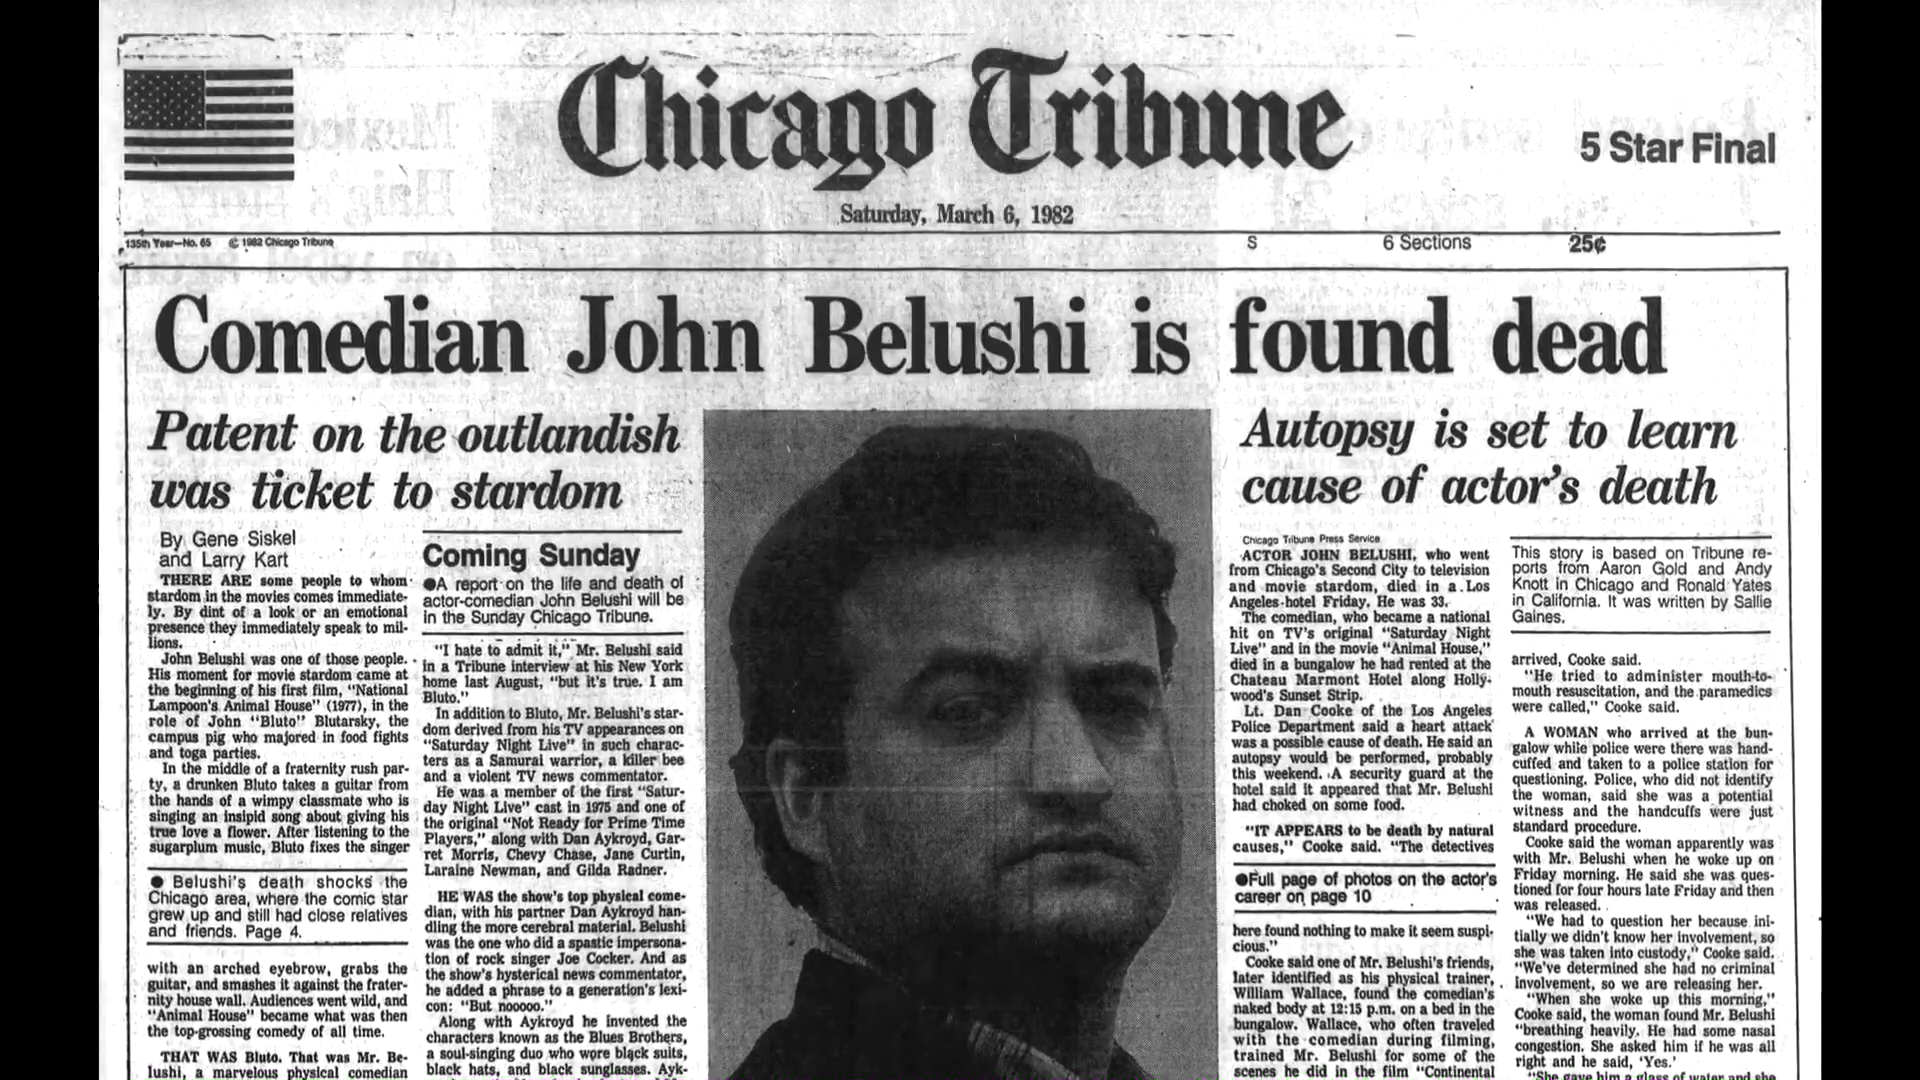 Chicago Tribune
5 Star Final
Saturday, March 6, 1982
135th Year—No. 65 © 1982 Chicago Tribune
S 6 Sections 25¢
Comedian John Belushi is found dead
Patent on the outlandish
was ticket to stardom
By Gene Siskel
and Larry Kart
THERE ARE some people to whom
stardom in the movies comes immediate-
ly. By dint of a look or an emotional
presence they immediately speak to mil-
lions.
John Belushi was one of those people.
His moment for movie stardom came at
the beginning of his first film, "National
Lampoon's Animal House" (1977), in the
role of John "Bluto" Blutarsky, the
campus pig who majored in food fights
and toga parties.
In the middle of a fraternity rush par-
ty, a drunken Bluto takes a guitar from
the hands of a wimpy classmate who is
singing an insipid song about giving his
true love a flower. After listening to the
sugarplum music, Bluto fixes the singer
● Belushi's death shocks the
Chicago area, where the comic star
grew up and still had close relatives
and friends. Page 4.
with an arched eyebrow, grabs the
guitar, and smashes it against the frater-
nity house wall. Audiences went wild, and
"Animal House" became what was then
the top-grossing comedy of all time.
THAT WAS Bluto. That was Mr. Be-
lushi, a marvelous physical comedian
Coming Sunday
●A report on the life and death of
actor-comedian John Belushi will be
in the Sunday Chicago Tribune.
"I hate to admit it," Mr. Belushi said
in a Tribune interview at his New York
home last August, "but it's true. I am
Bluto."
In addition to Bluto, Mr. Belushi's star-
dom derived from his TV appearances on
"Saturday Night Live" in such charac-
ters as a Samurai warrior, a killer bee
and a violent TV news commentator.
He was a member of the first "Satur-
day Night Live" cast in 1975 and one of
the original "Not Ready for Prime Time
Players," along with Dan Aykroyd, Gar-
ret Morris, Chevy Chase, Jane Curtin,
Laraine Newman, and Gilda Radner.
HE WAS the show's top physical come-
dian, with his partner Dan Aykroyd han-
dling the more cerebral material. Belushi
was the one who did a spastic impersona-
tion of rock singer Joe Cocker. And as
the show's hysterical news commentator,
he added a phrase to a generation's lexi-
con: "But nooooo."
Along with Aykroyd he invented the
characters known as the Blues Brothers,
a soul-singing duo who wore black suits,
black hats, and black sunglasses. Ayk-
Autopsy is set to learn
cause of actor's death
Chicago Tribune Press Service
ACTOR JOHN BELUSHI, who went
from Chicago's Second City to television
and movie stardom, died in a Los
Angeles hotel Friday. He was 33.
The comedian, who became a national
hit on TV's original "Saturday Night
Live" and in the movie "Animal House,"
died in a bungalow he had rented at the
Chateau Marmont Hotel along Holly-
wood's Sunset Strip.
Lt. Dan Cooke of the Los Angeles
Police Department said a heart attack
was a possible cause of death. He said an
autopsy would be performed, probably
this weekend. A security guard at the
hotel said it appeared that Mr. Belushi
had choked on some food.
"IT APPEARS to be death by natural
causes," Cooke said. "The detectives
●Full page of photos on the actor's
career on page 10
here found nothing to make it seem suspi-
cious."
Cooke said one of Mr. Belushi's friends,
later identified as his physical trainer,
William Wallace, found the comedian's
naked body at 12:15 p.m. on a bed in the
bungalow. Wallace, who often traveled
with the comedian during filming,
trained Mr. Belushi for some of the
scenes he did in the film "Continental
This story is based on Tribune re-
ports from Aaron Gold and Andy
Knott in Chicago and Ronald Yates
in California. It was written by Sallie
Gaines.
arrived, Cooke said.
"He tried to administer mouth-to-
mouth resuscitation, and the paramedics
were called," Cooke said.
A WOMAN who arrived at the bun-
galow while police were there was hand-
cuffed and taken to a police station for
questioning. Police, who did not identify
the woman, said she was a potential
witness and the handcuffs were just
standard procedure.
Cooke said the woman apparently was
with Mr. Belushi when he woke up on
Friday morning. He said she was ques-
tioned for four hours late Friday and then
was released.
"We had to question her because ini-
tially we didn't know her involvement, so
she was taken into custody," Cooke said.
"We've determined she had no criminal
involvement, so we are releasing her.
"When she woke up this morning,"
Cooke said, the woman found Mr. Belushi
"breathing heavily. He had some nasal
congestion. She asked him if he was all
right and he said, 'Yes.'
"She gave him a glass of water and she